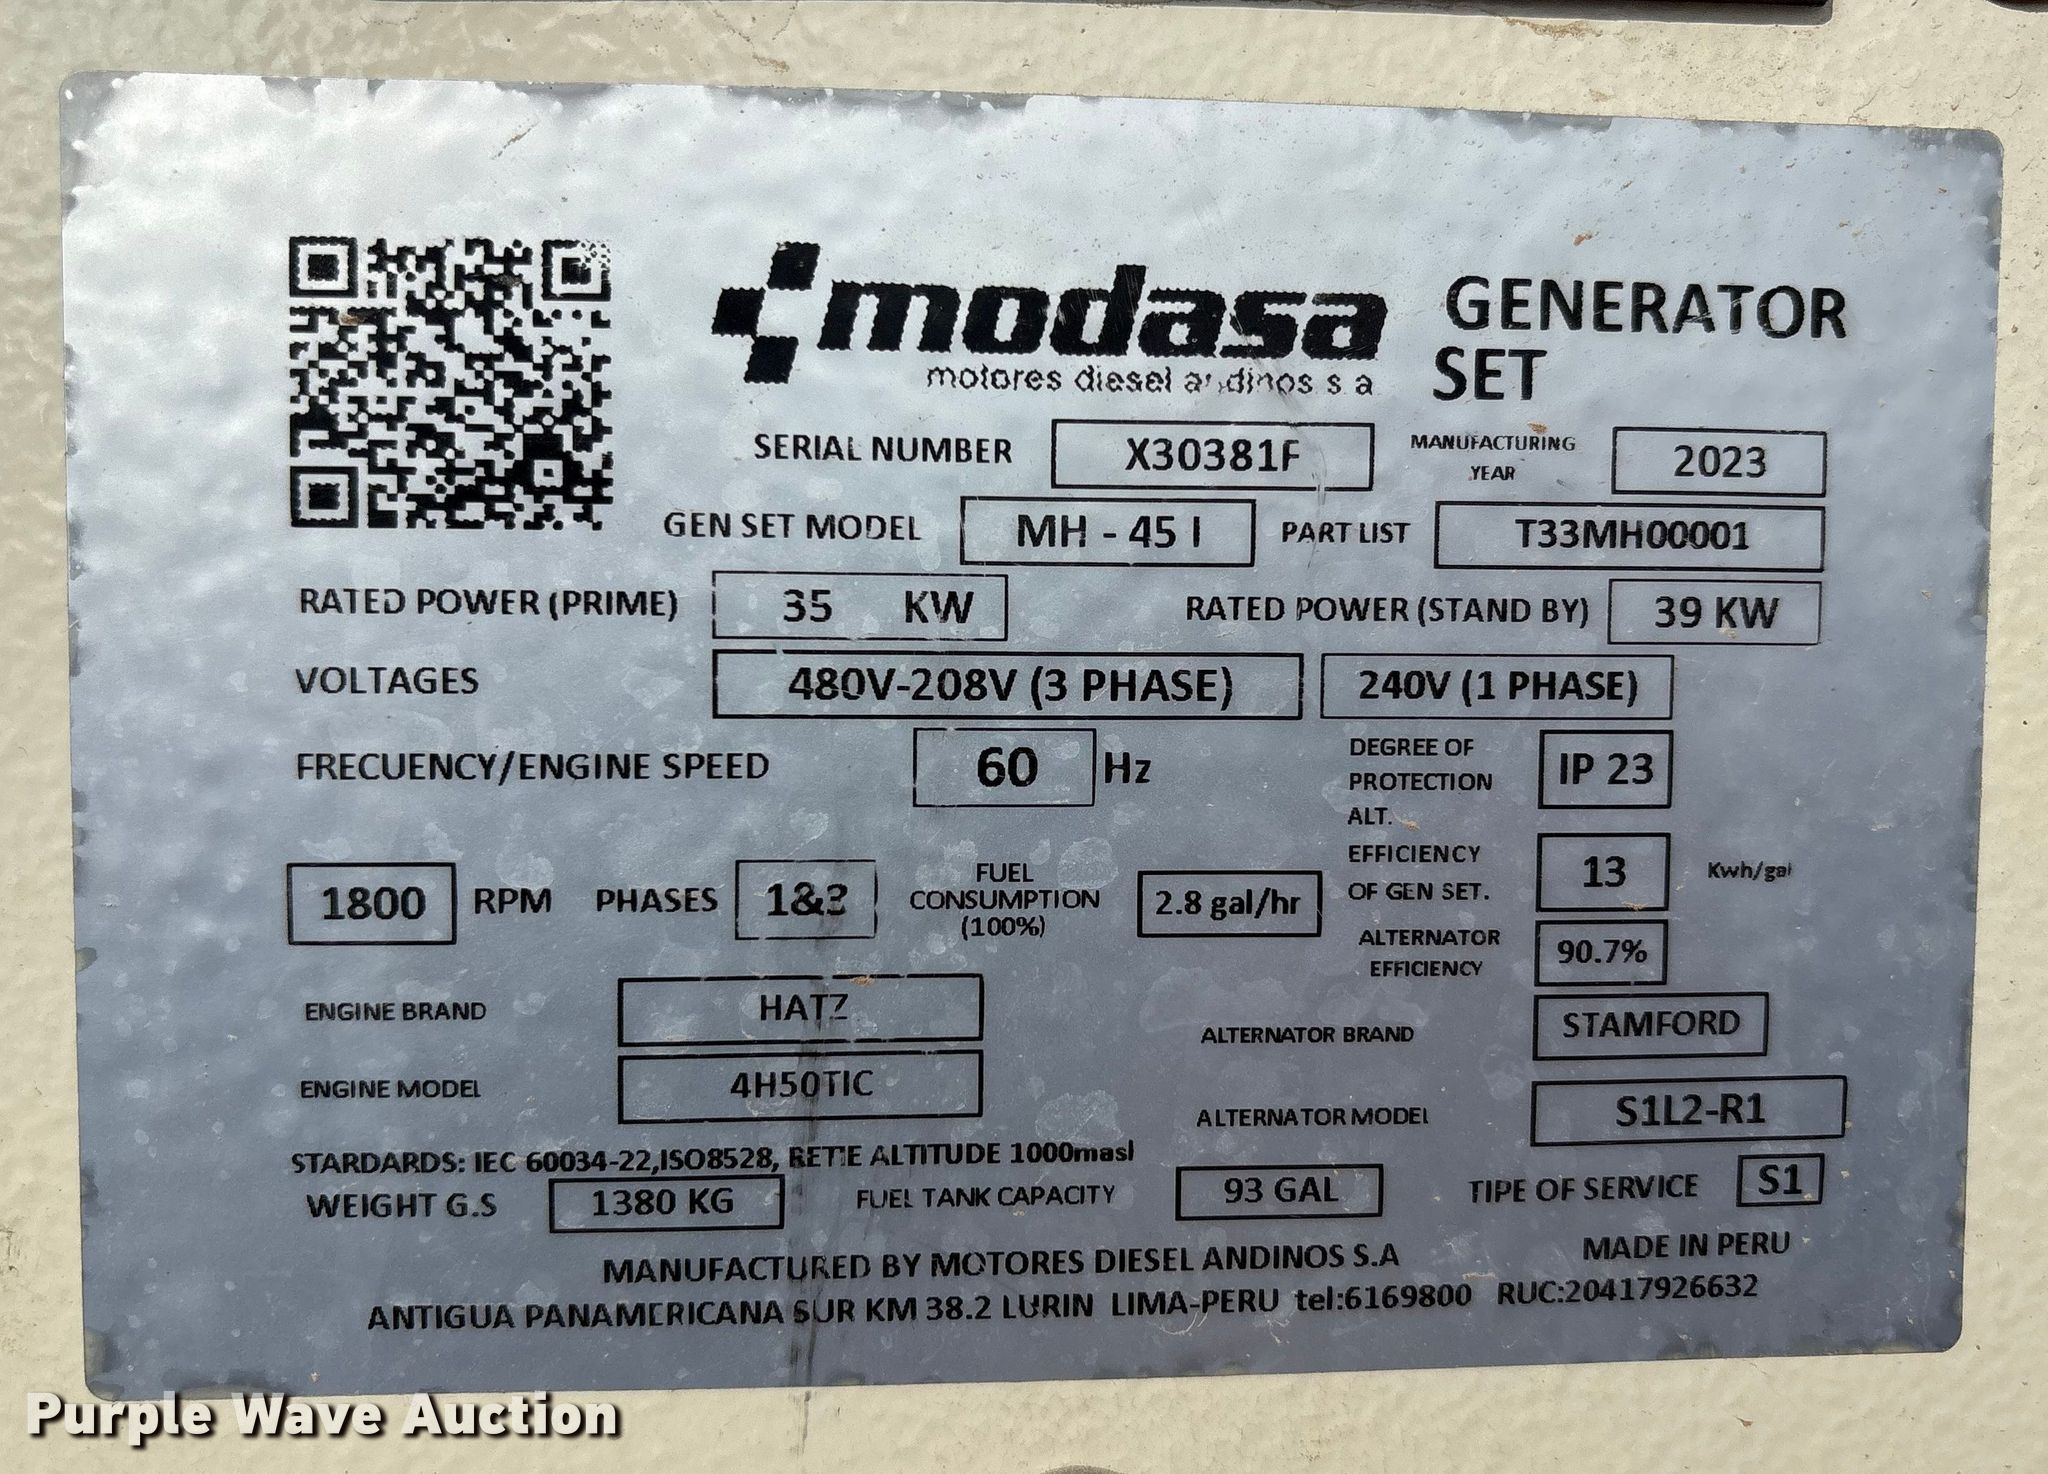 modasa
motores diesel andinos s a
GENERATOR
SET
SERIAL NUMBER X30381F MANUFACTURING YEAR 2023
GEN SET MODEL MH - 45 I PART LIST T33MH00001
RATED POWER (PRIME) 35 KW RATED POWER (STAND BY) 39 KW
VOLTAGES 480V-208V (3 PHASE) 240V (1 PHASE)
FRECUENCY/ENGINE SPEED 60 Hz
DEGREE OF PROTECTION ALT. IP 23
1800 RPM PHASES 1&3 FUEL CONSUMPTION (100%) 2.8 gal/hr
EFFICIENCY OF GEN SET. 13 Kwh/gal
ALTERNATOR EFFICIENCY 90.7%
ENGINE BRAND HATZ ALTERNATOR BRAND STAMFORD
ENGINE MODEL 4H50TIC ALTERNATOR MODEL S1L2-R1
STARDARDS: IEC 60034-22,ISO8528, ALTITUDE 1000masl
WEIGHT G.S 1380 KG FUEL TANK CAPACITY 93 GAL TIPE OF SERVICE S1
MANUFACTURED BY MOTORES DIESEL ANDINOS S.A MADE IN PERU
ANTIGUA PANAMERICANA SUR KM 38.2 LURIN LIMA-PERU tel:6169800 RUC:20417926632
Purple Wave Auction